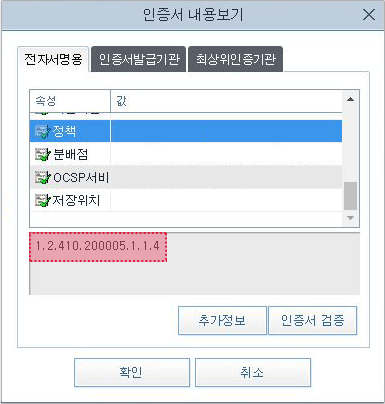 인증서 내용보기
전자서명용 인증서발급기관 최상위인증기관
속성 값
정책
분배점
OCSP서비
저장위치
1.2.410.200005.1.1.4
추가정보 인증서 검증
확인 취소